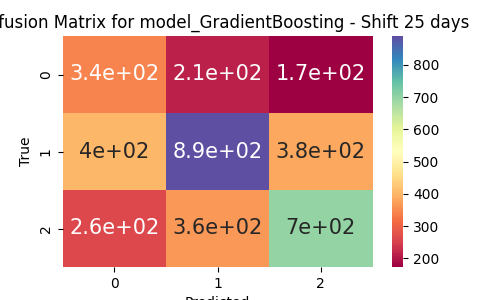 fusion Matrix for model_GradientBoosting - Shift 25 days
0 3.4e+02 2.1e+02 1.7e+02
1 4e+02 8.9e+02 3.8e+02
2 2.6e+02 3.6e+02 7e+02
0 1 2
True
Predicted
800
700
600
500
400
300
200